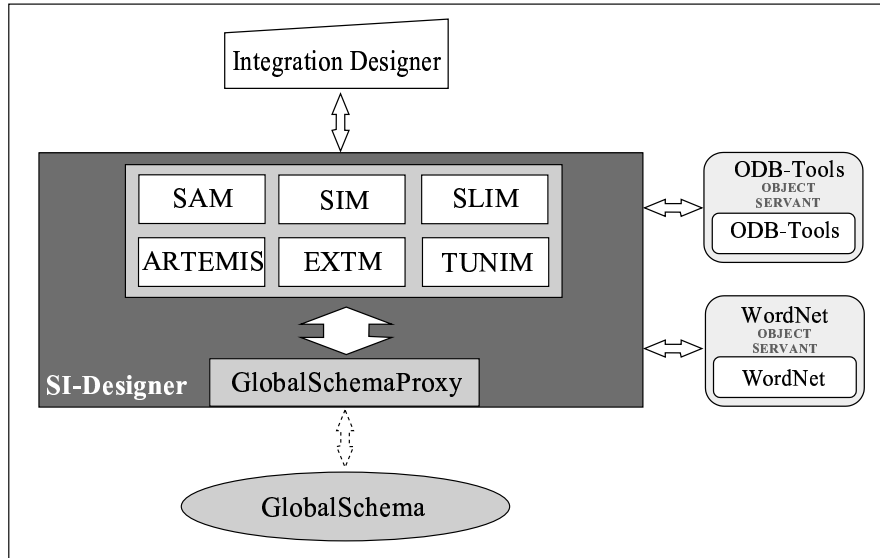 Integration Designer
SAM
SIM
SLIM
ARTEMIS
EXTM
TUNIM
SI-Designer
GlobalSchemaProxy
GlobalSchema
ODB-Tools
OBJECT
SERVANT
ODB-Tools
WordNet
OBJECT
SERVANT
WordNet